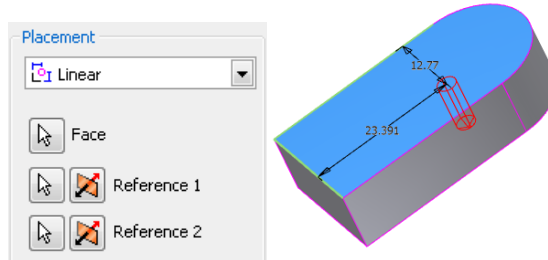 Placement
Linear
Face
Reference 1
Reference 2
12.77
23.391